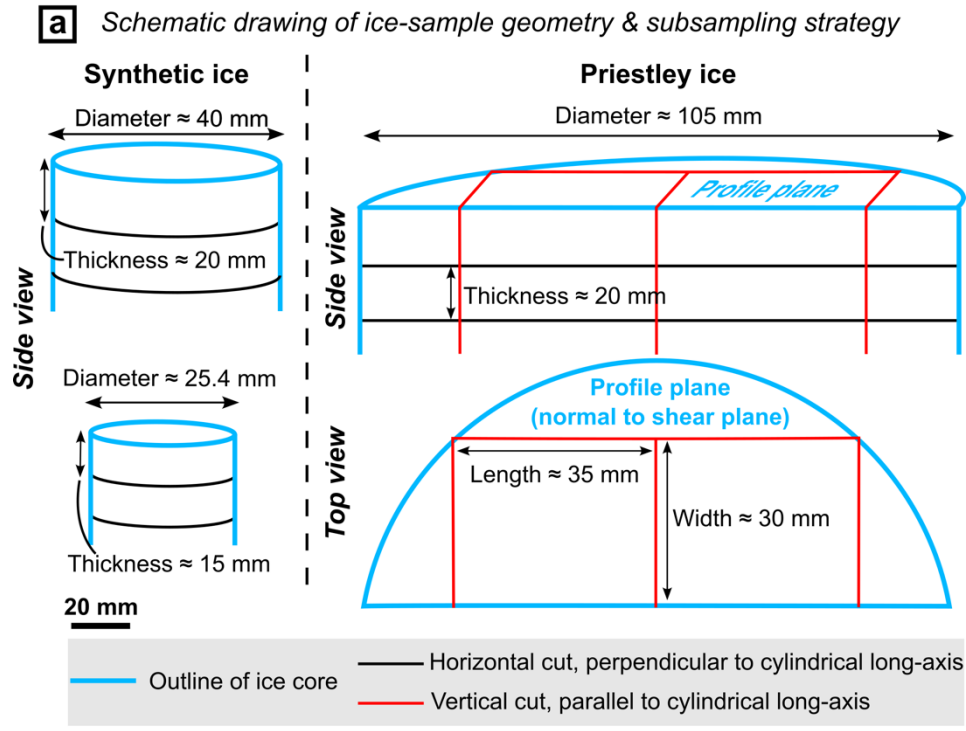 a Schematic drawing of ice-sample geometry & subsampling strategy
Synthetic ice
Diameter ≈ 40 mm
Thickness ≈ 20 mm
Side view
Diameter ≈ 25.4 mm
Thickness ≈ 15 mm
20 mm
Priestley ice
Diameter ≈ 105 mm
Profile plane
Side view
Thickness ≈ 20 mm
Profile plane
(normal to shear plane)
Top view
Length ≈ 35 mm
Width ≈ 30 mm
Outline of ice core
Horizontal cut, perpendicular to cylindrical long-axis
Vertical cut, parallel to cylindrical long-axis